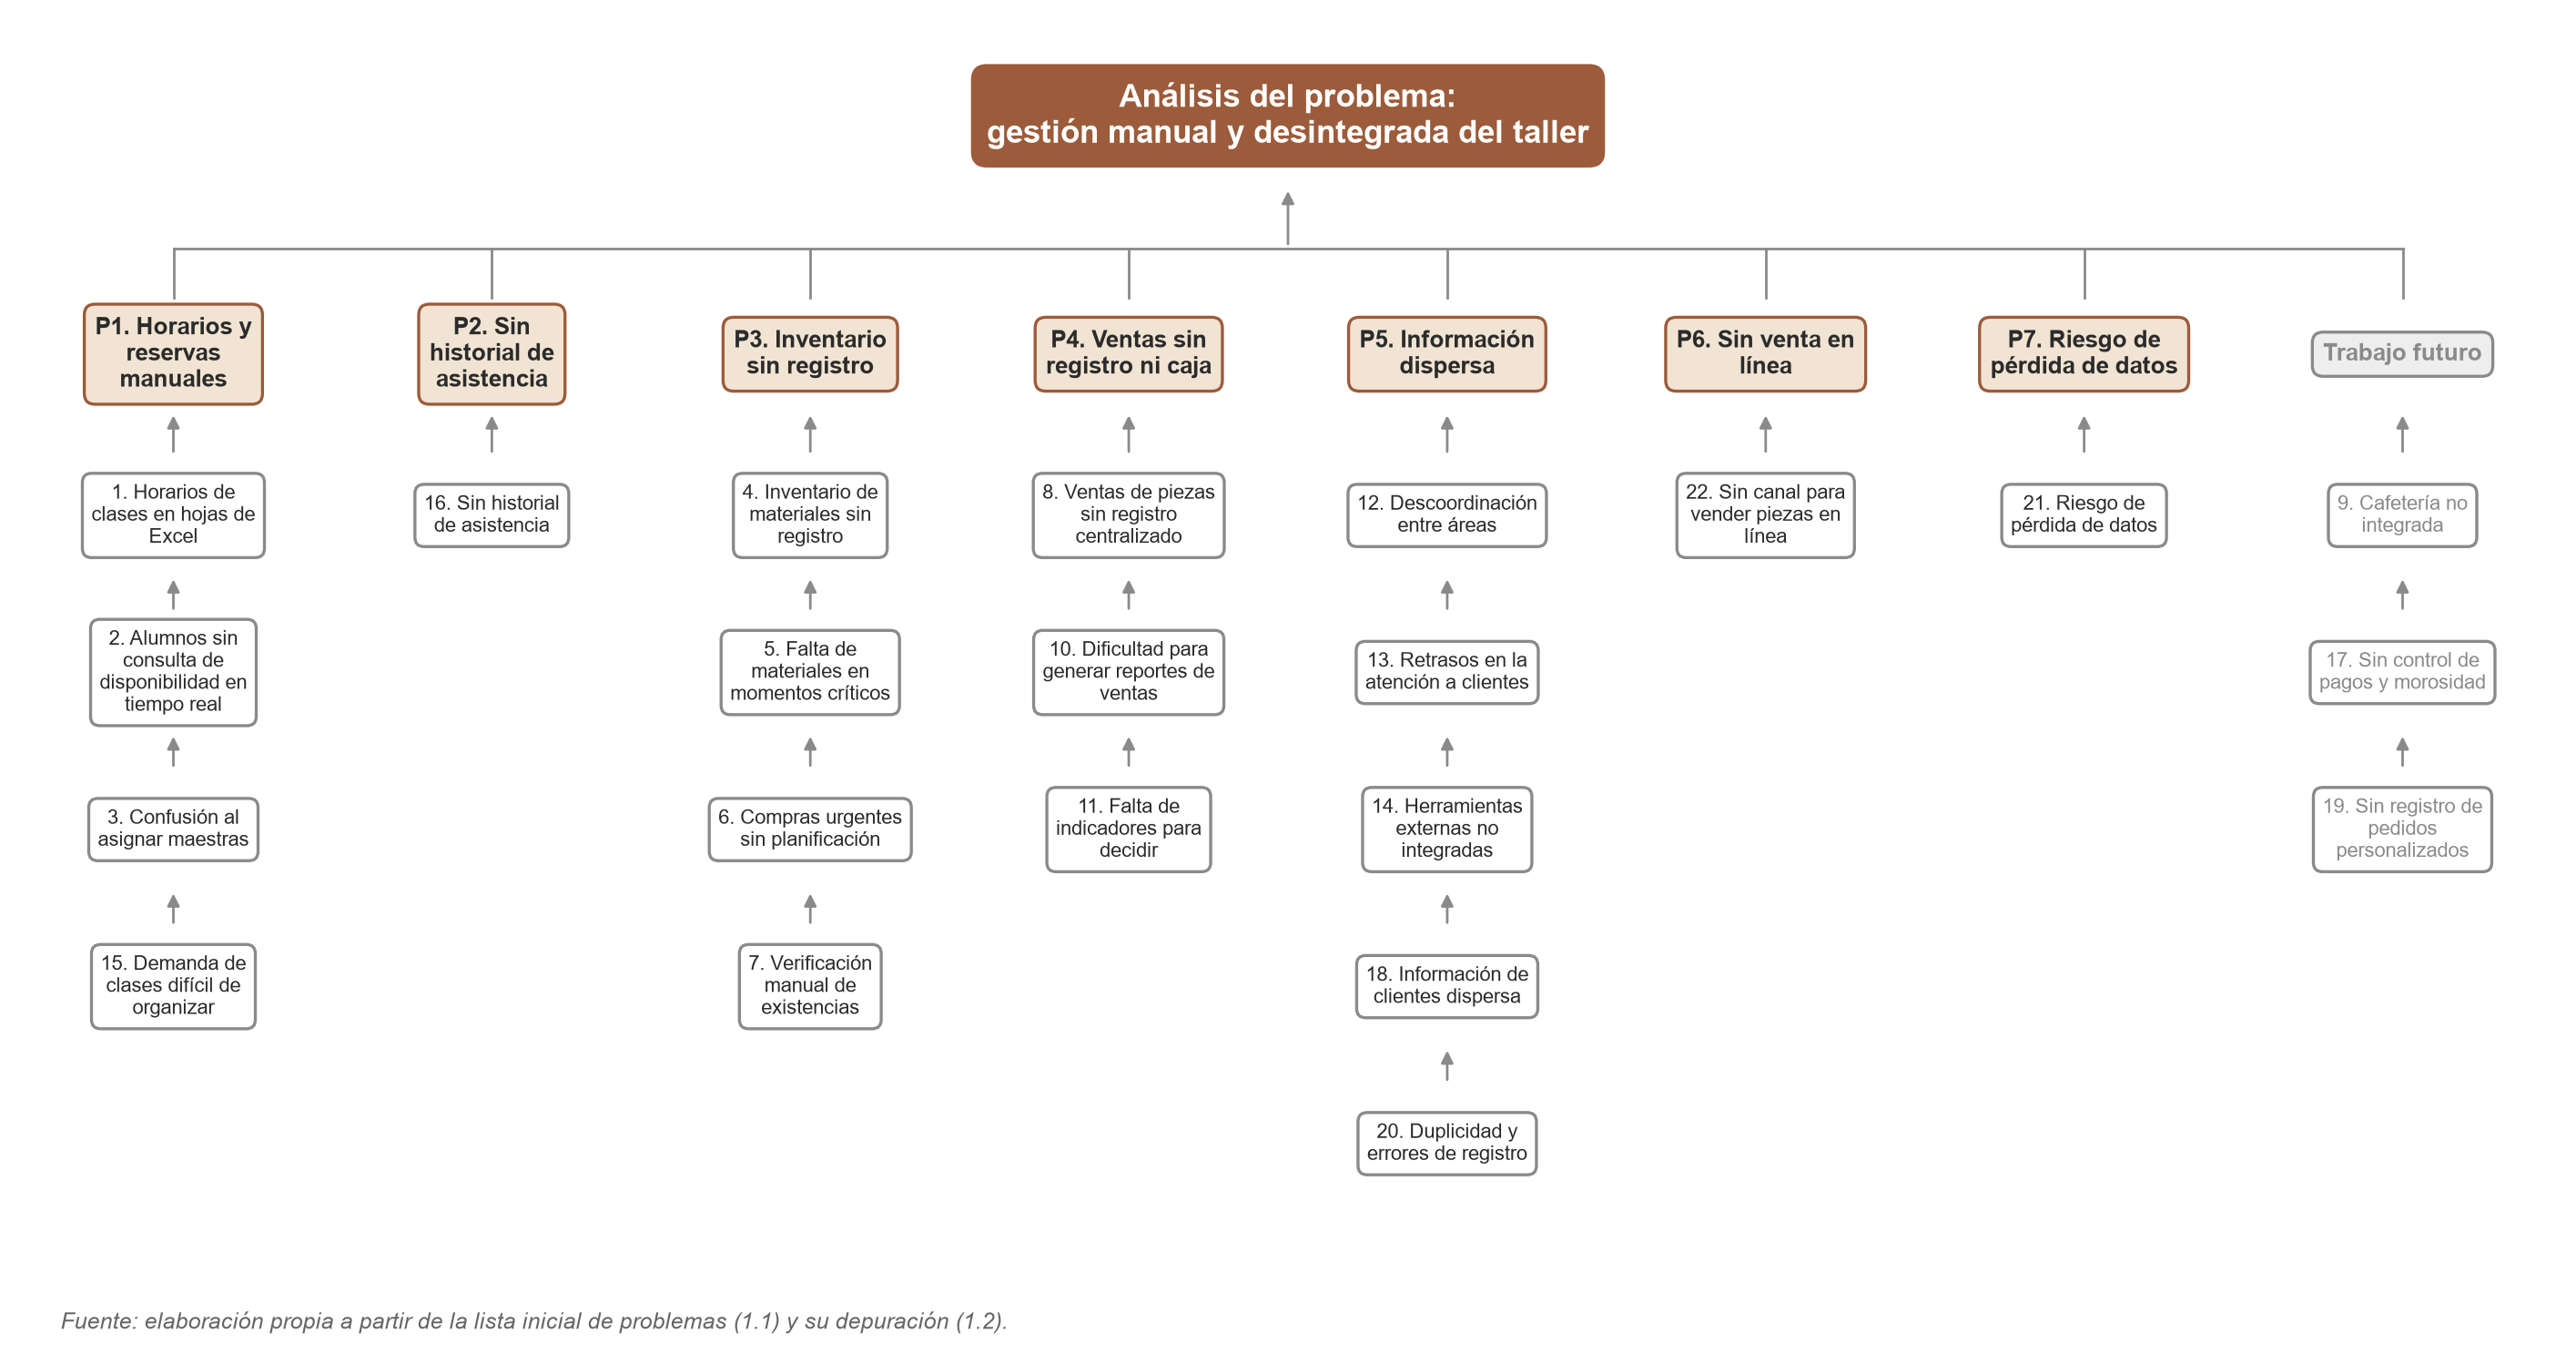 Análisis del problema:
gestión manual y desintegrada del taller
P1. Horarios y
reservas
manuales
P2. Sin
historial de
asistencia
P3. Inventario
sin registro
P4. Ventas sin
registro ni caja
P5. Información
dispersa
P6. Sin venta en
línea
P7. Riesgo de
pérdida de datos
Trabajo futuro
1. Horarios de
clases en hojas de
Excel
16. Sin historial
de asistencia
4. Inventario de
materiales sin
registro
8. Ventas de piezas
sin registro
centralizado
12. Descoordinación
entre áreas
22. Sin canal para
vender piezas en
línea
21. Riesgo de
pérdida de datos
9. Cafetería no
integrada
2. Alumnos sin
consulta de
disponibilidad en
tiempo real
5. Falta de
materiales en
momentos críticos
10. Dificultad para
generar reportes de
ventas
13. Retrasos en la
atención a clientes
17. Sin control de
pagos y morosidad
3. Confusión al
asignar maestras
6. Compras urgentes
sin planificación
11. Falta de
indicadores para
decidir
14. Herramientas
externas no
integradas
19. Sin registro de
pedidos
personalizados
15. Demanda de
clases difícil de
organizar
7. Verificación
manual de
existencias
18. Información de
clientes dispersa
20. Duplicidad y
errores de registro
Fuente: elaboración propia a partir de la lista inicial de problemas (1.1) y su depuración (1.2).